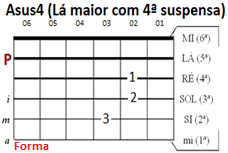 Asus4 (Lá maior com 4ª suspensa)
06 05 04 03 02 01
MI (6ª)
P LÁ (5ª)
1 RÉ (4ª)
i 2 SOL (3ª)
m 3 SI (2ª)
a mi (1ª)
Forma